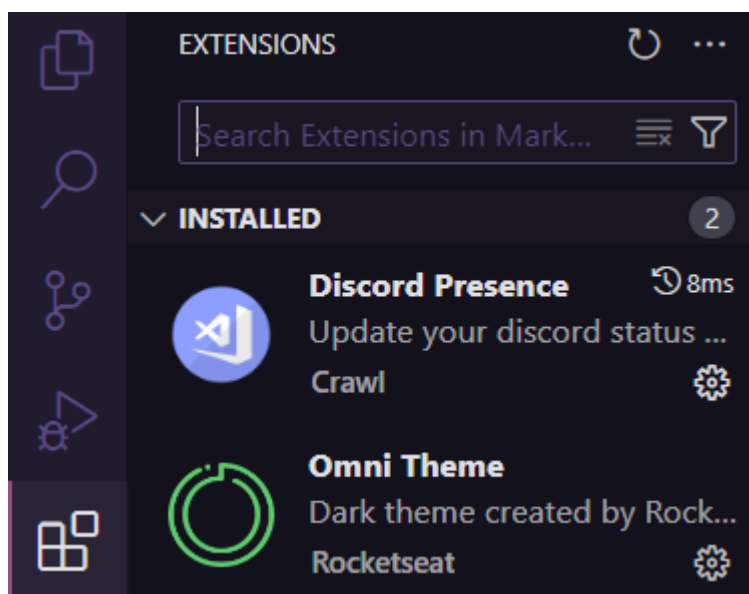 EXTENSIONS
Search Extensions in Mark...
INSTALLED 2
Discord Presence 8ms
Update your discord status ...
Crawl
Omni Theme
Dark theme created by Rock...
Rocketseat